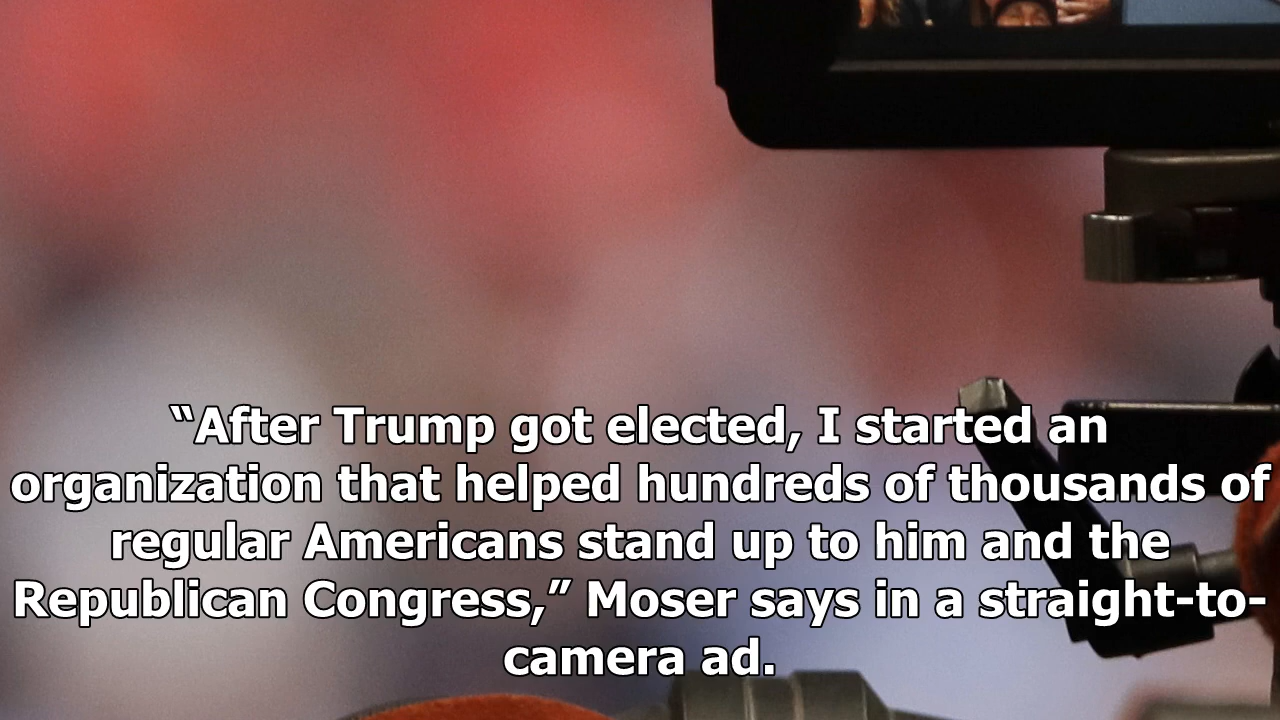 “After Trump got elected, I started an
organization that helped hundreds of thousands of
regular Americans stand up to him and the
Republican Congress,” Moser says in a straight-to-
camera ad.